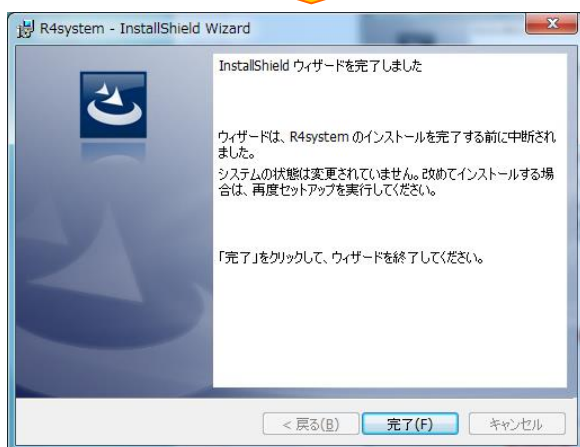 R4system - InstallShield Wizard
InstallShield ウィザードを完了しました
ウィザードは、R4system のインストールを完了する前に中断され
ました。
システムの状態は変更されていません。改めてインストールする場
合は、再度セットアップを実行してください。
「完了」をクリックして、ウィザードを終了してください。
< 戻る(B) 完了(F) キャンセル